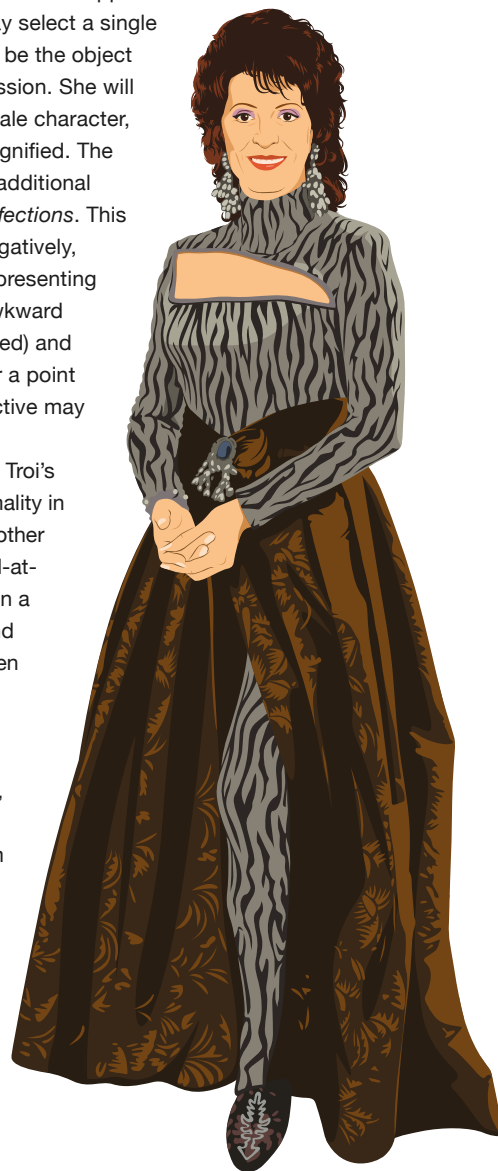 select a single
be the object
ssion. She will
ale character,
gnified. The
additional
fections. This
gatively,
presenting
wkward
ed) and
r a point
ctive may
Troi's
nality in
other
d-at-
n a
nd
en
,
n